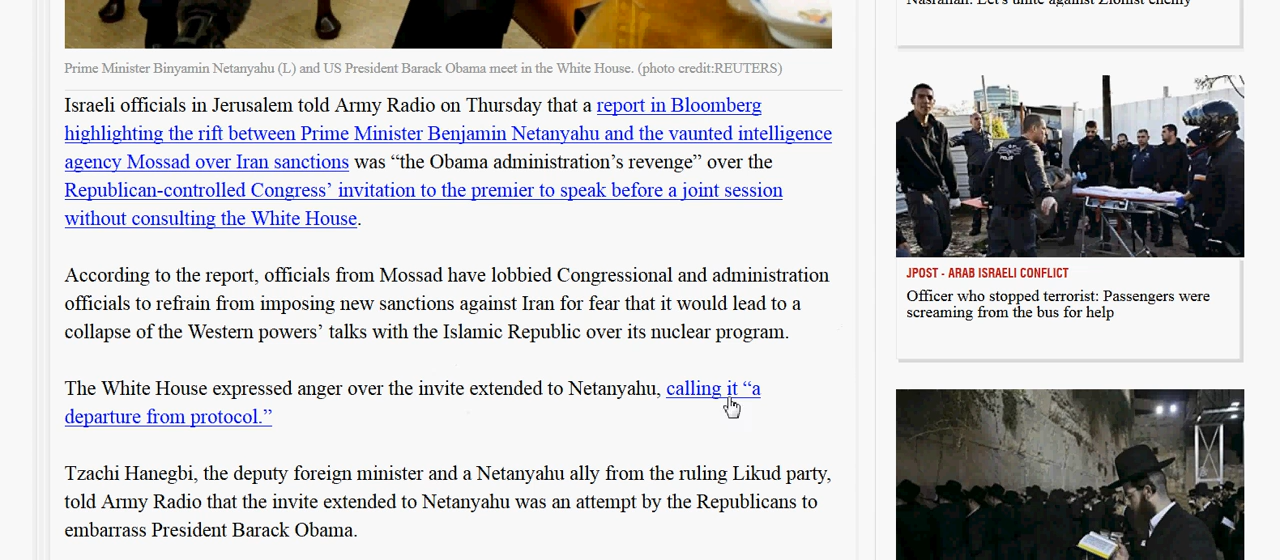 Prime Minister Binyamin Netanyahu (L) and US President Barack Obama meet in the White House. (photo credit:REUTERS)
Israeli officials in Jerusalem told Army Radio on Thursday that a report in Bloomberg
highlighting the rift between Prime Minister Benjamin Netanyahu and the vaunted intelligence
agency Mossad over Iran sanctions was “the Obama administration’s revenge” over the
Republican-controlled Congress’ invitation to the premier to speak before a joint session
without consulting the White House.
According to the report, officials from Mossad have lobbied Congressional and administration
officials to refrain from imposing new sanctions against Iran for fear that it would lead to a
collapse of the Western powers’ talks with the Islamic Republic over its nuclear program.
The White House expressed anger over the invite extended to Netanyahu, calling it “a
departure from protocol.”
Tzachi Hanegbi, the deputy foreign minister and a Netanyahu ally from the ruling Likud party,
told Army Radio that the invite extended to Netanyahu was an attempt by the Republicans to
embarrass President Barack Obama.
Nasrallah: Let's unite against Zionist enemy
JPOST - ARAB ISRAELI CONFLICT
Officer who stopped terrorist: Passengers were
screaming from the bus for help